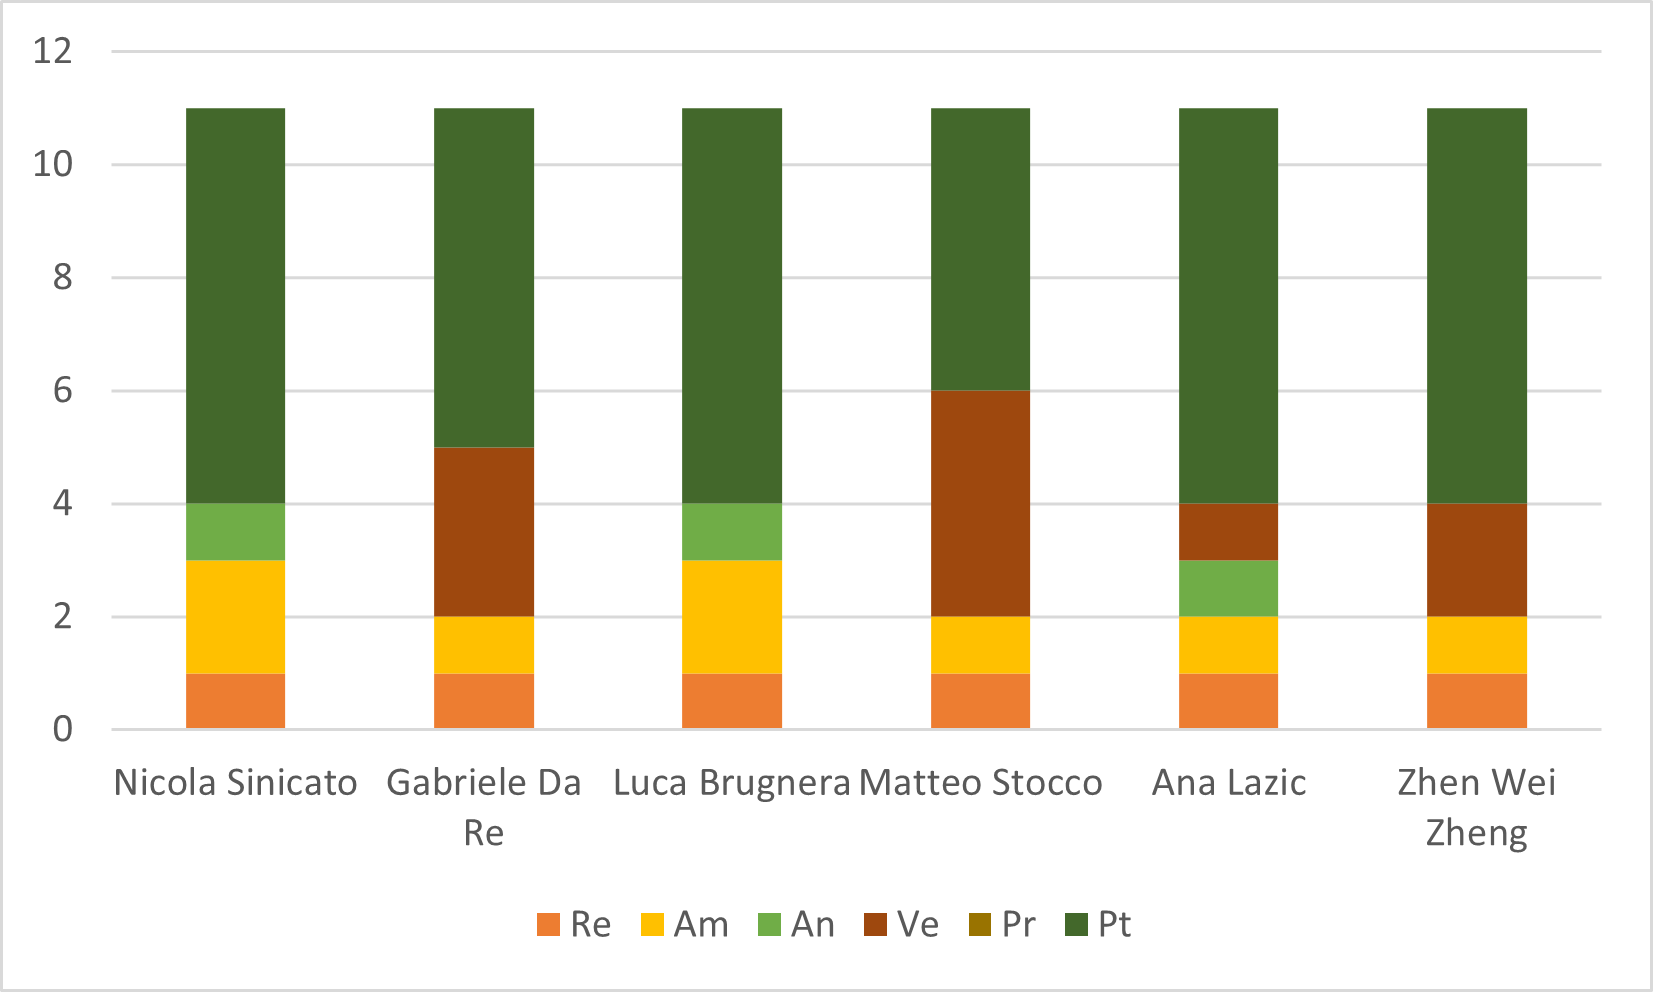 12
10
8
6
4
2
0
Nicola Sinicato Gabriele Da Luca Brugnera Matteo Stocco Ana Lazic Zhen Wei
Re Zheng
Re Am An Ve Pr Pt